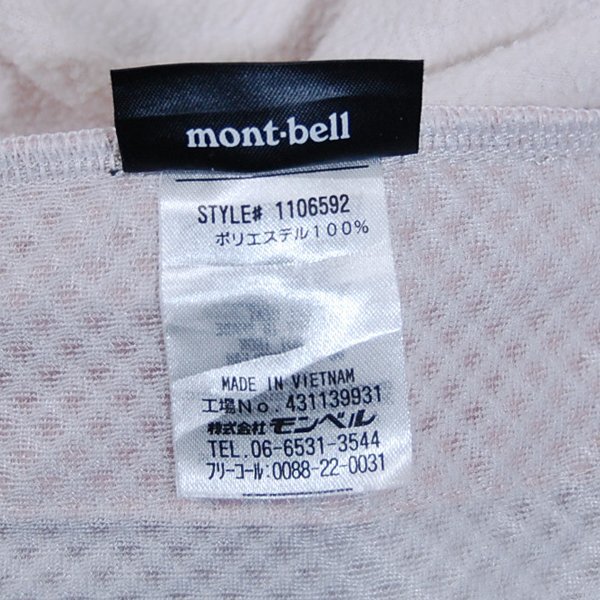 mont-bell
STYLE# 1106592
ポリエステル100%
MADE IN VIETNAM
工場No. 431139931
株式会社 モンベル
TEL. 06-6531-3544
フリーコール:0088-22-0031